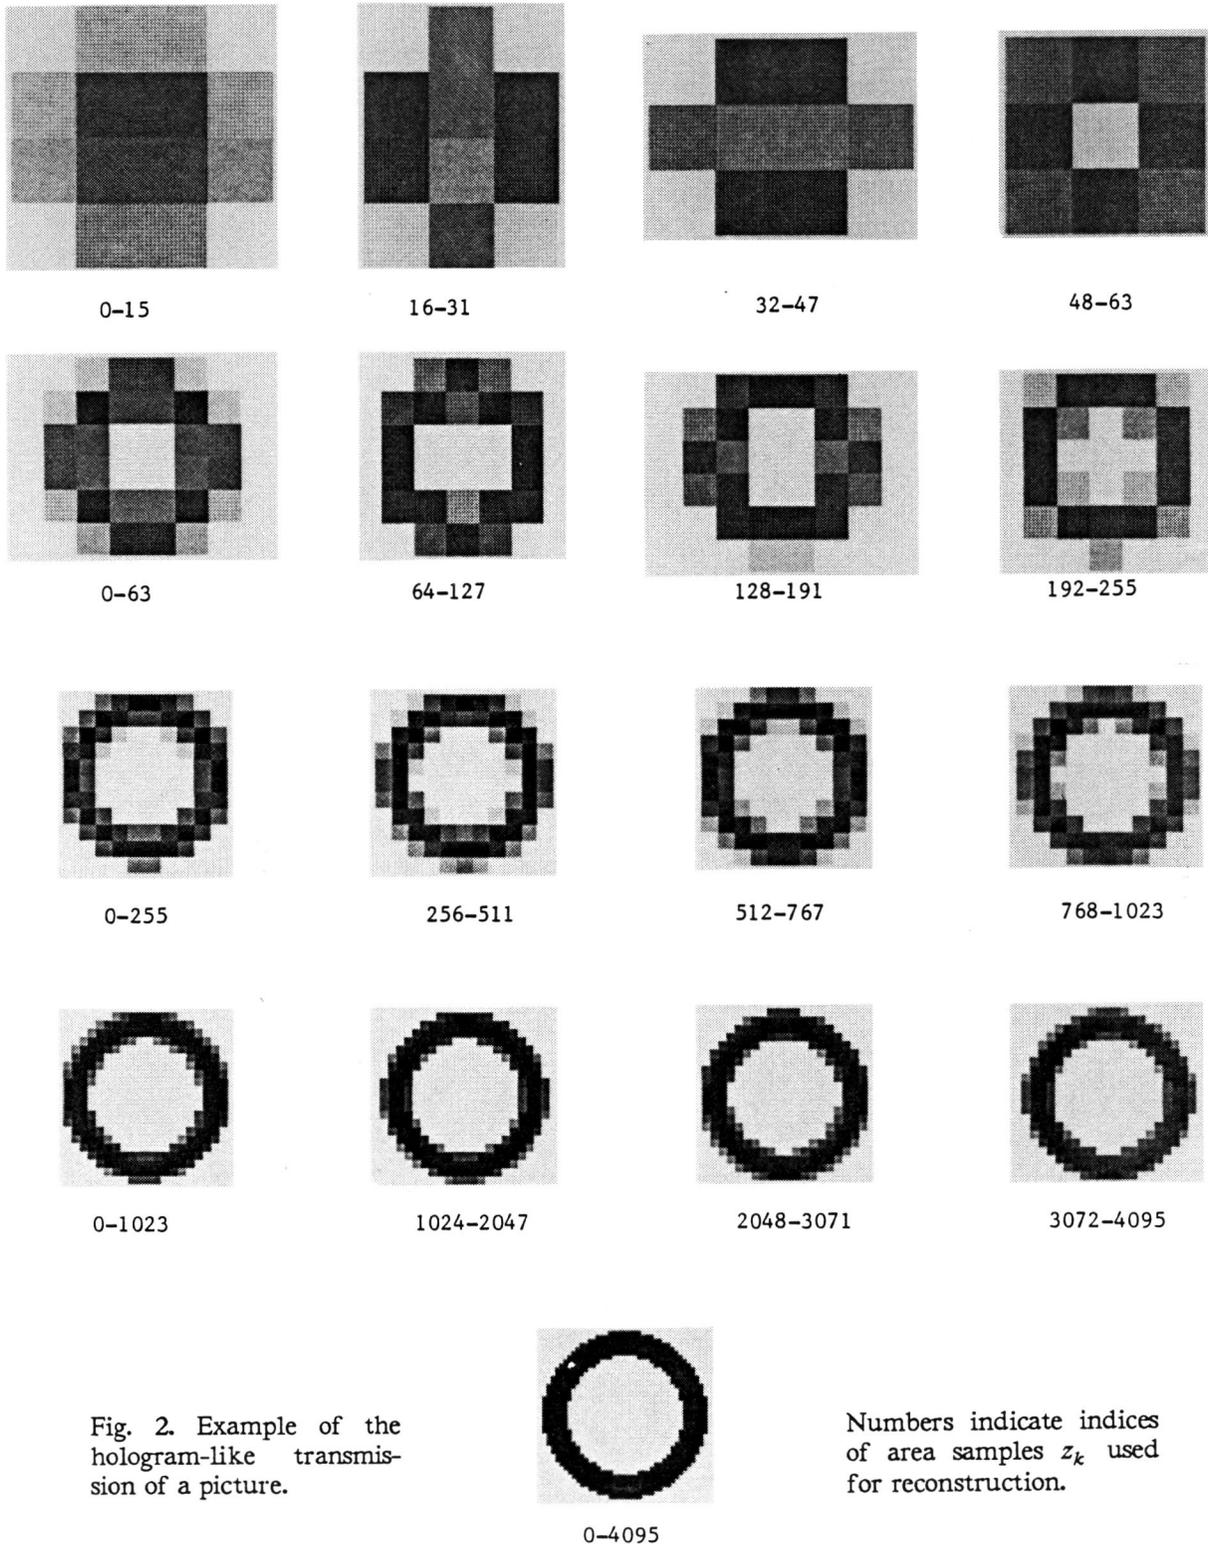 0-15 16-31 32-47 48-63
0-63 64-127 128-191 192-255
0-255 256-511 512-767 768-1023
0-1023 1024-2047 2048-3071 3072-4095
Fig. 2. Example of the
hologram-like transmis-
sion of a picture.
Numbers indicate indices
of area samples z_k used
for reconstruction.
0-4095